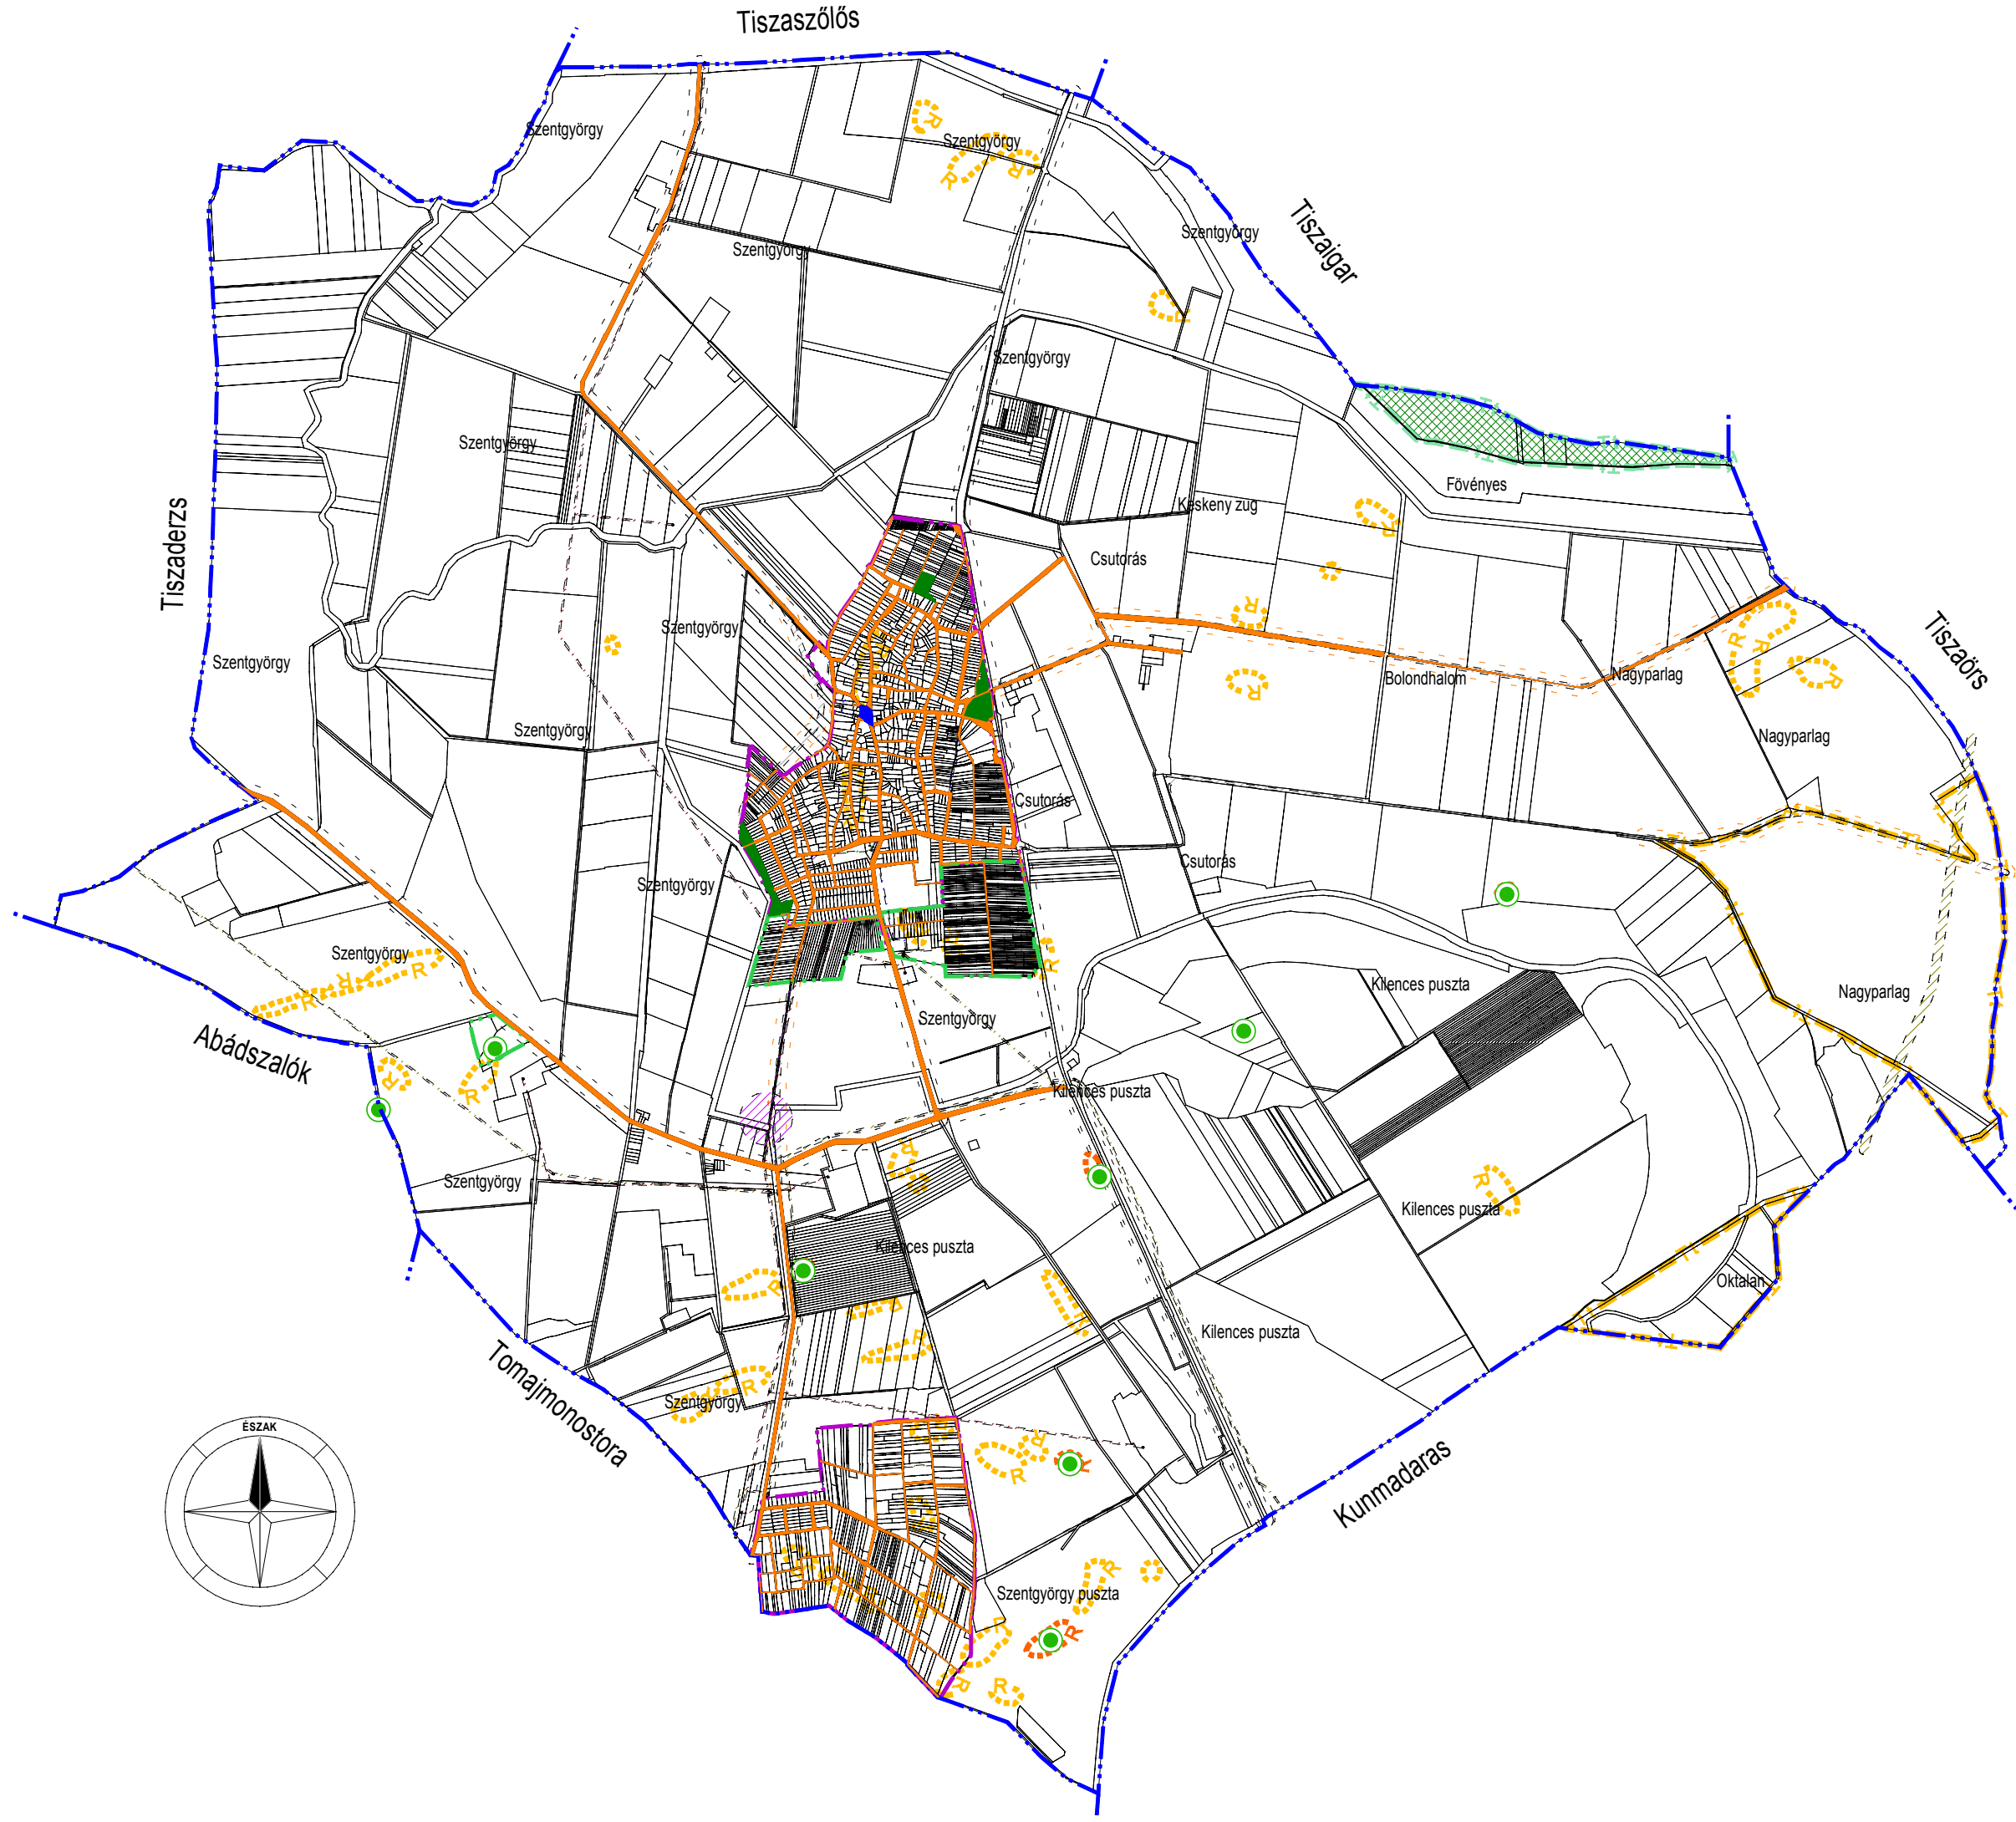 Tiszaszőlős
Szentgyörgy
R
Szentgyörgy
R
R
Szentgyörgy
Szentgyörgy
Tiszaigar
R
Szentgyörgy
Szentgyörgy
Fövényes
Keskeny zug
R
Tiszaderzs
Csutorás
R
Szentgyörgy
Tiszaörs
R
R
Szentgyörgy
Bolondhalom
Nagyparlag
R
R
Szentgyörgy
Nagyparlag
Csutorás
Csutorás
Szentgyörgy
Szentgyörgy
R
R
R
R
Kilences puszta
Nagyparlag
Szentgyörgy
Abádszalók
R
R
Kilences puszta
R
Szentgyörgy
R
Kilences puszta
Kilences puszta
R
R
Oktalan
Kilences puszta
R
Tomajmonostora
R
Szentgyörgy
ÉSZAK
R
R
R
Kunmadaras
R
Szentgyörgy puszta
R
R
R
R